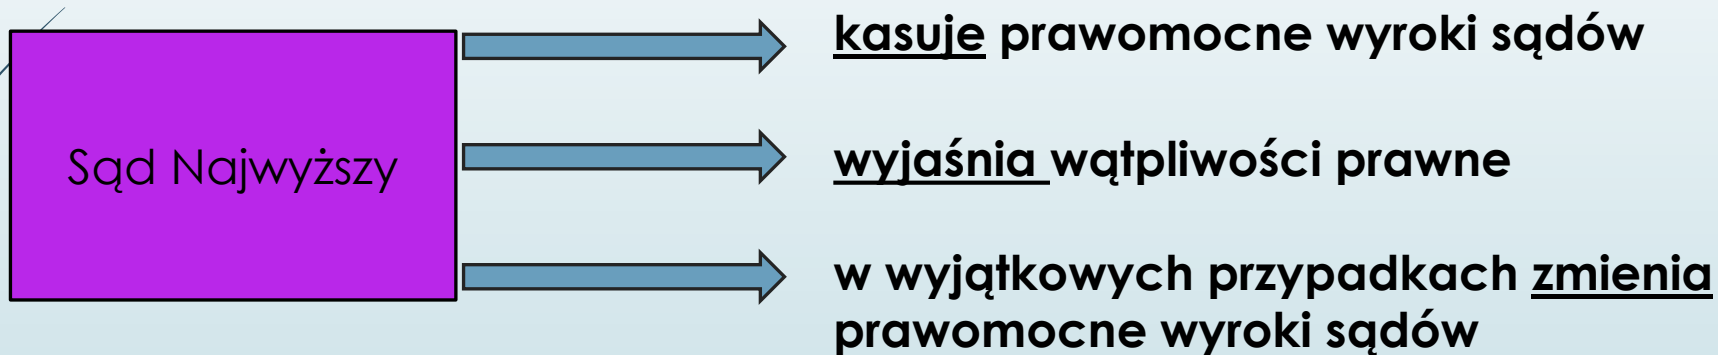 kasuje prawomocne wyroki sądów
Sąd Najwyższy
wyjaśnia wątpliwości prawne
w wyjątkowych przypadkach zmienia
prawomocne wyroki sądów